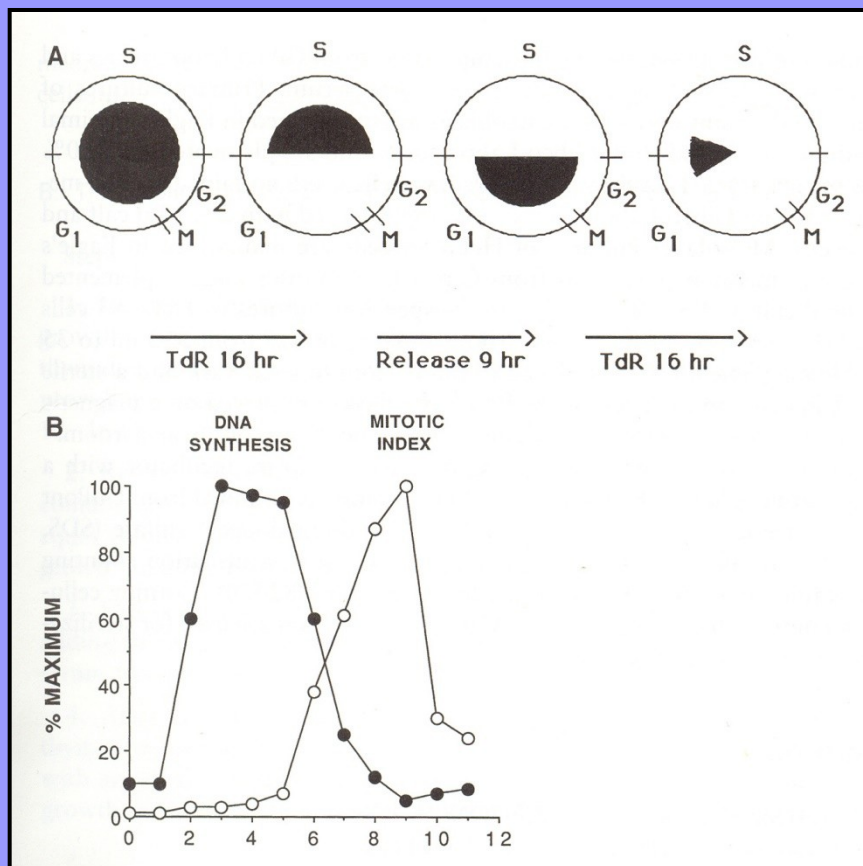 A
S S S S
G1 M G2 G1 M G2 G1 M G2 G1 M G2
TdR 16 hr Release 9 hr TdR 16 hr
B
DNA SYNTHESIS
MITOTIC INDEX
% MAXIMUM
100
80
60
40
20
0
0 2 4 6 8 10 12